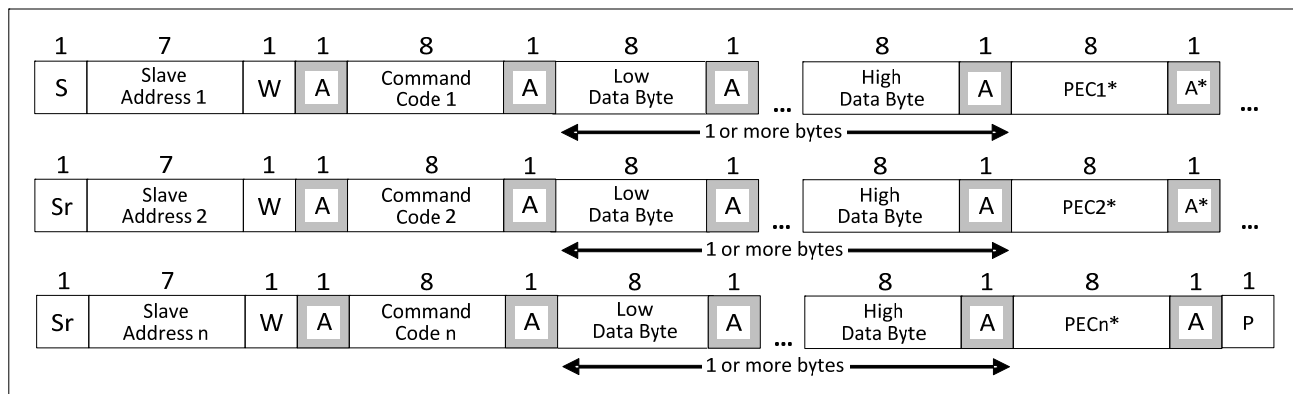 1 7 1 1 8 1 8 1 8 1 8 1
S Slave Address 1 W A Command Code 1 A Low Data Byte A ... High Data Byte A PEC1* A* ...
1 or more bytes
1 7 1 1 8 1 8 1 8 1 8 1
Sr Slave Address 2 W A Command Code 2 A Low Data Byte A ... High Data Byte A PEC2* A* ...
1 or more bytes
1 7 1 1 8 1 8 1 8 1 8 1 1
Sr Slave Address n W A Command Code n A Low Data Byte A ... High Data Byte A PECn* A P
1 or more bytes